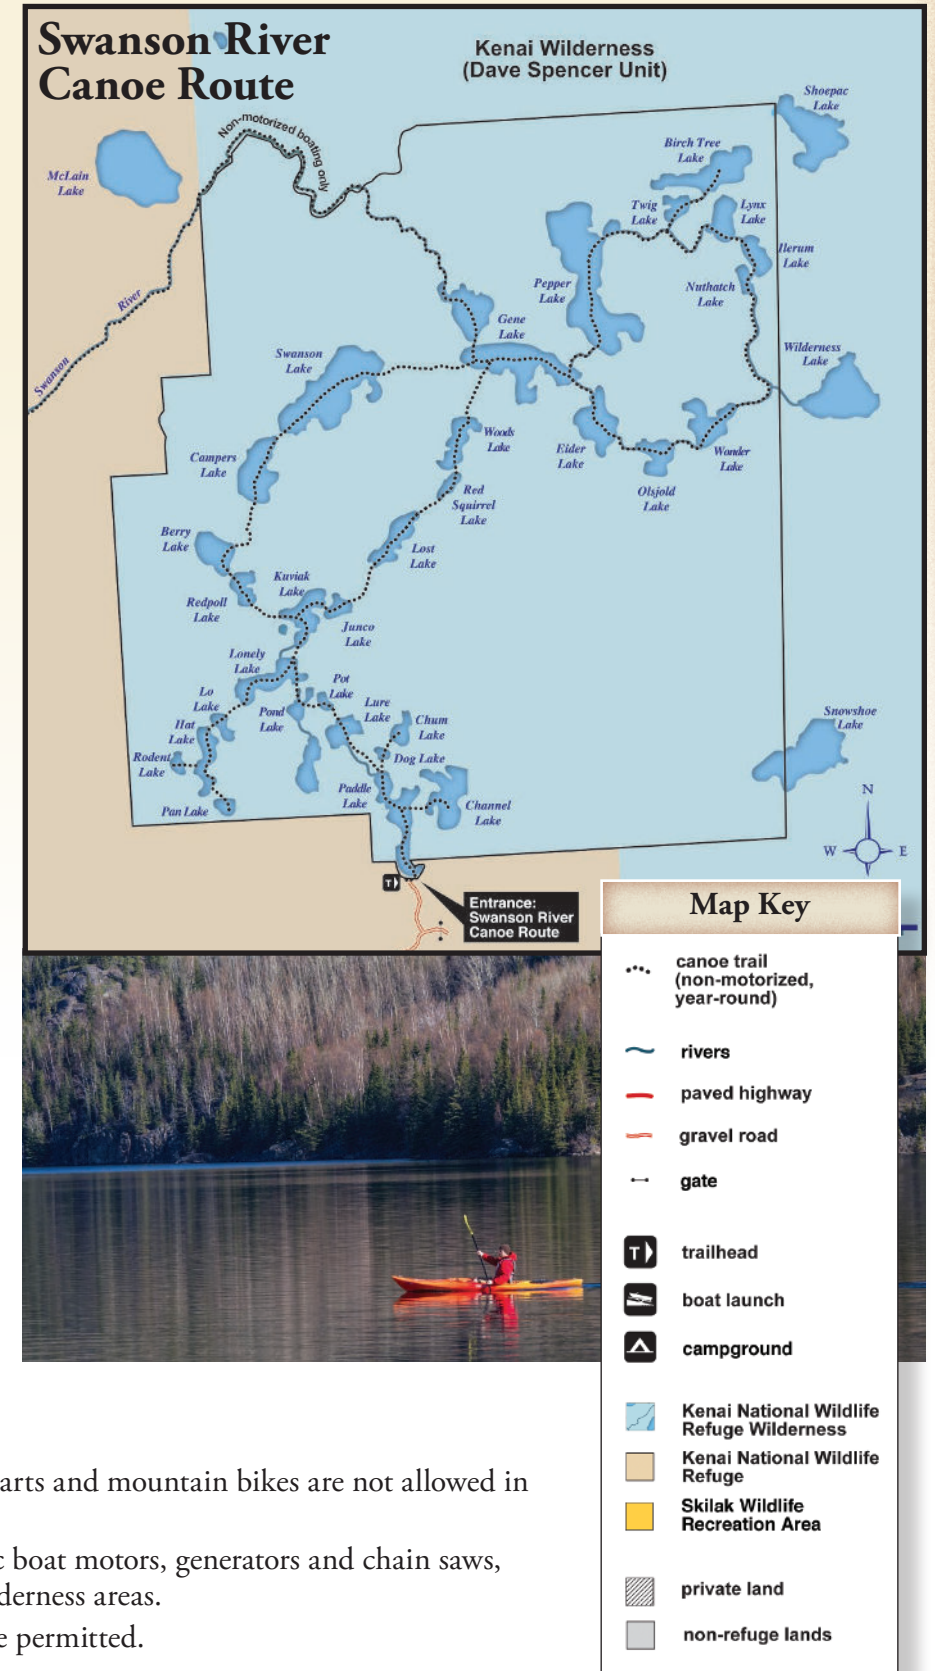 Swanson River
Canoe Route
Kenai Wilderness
(Dave Spencer Unit)
Non-motorized boating only
Shoepac
Lake
McLain
Lake
Birch Tree
Lake
Twig
Lake
Lynx
Lake
Ilerum
Lake
Pepper
Lake
Nuthatch
Lake
River
Swanson
Gene
Lake
Swanson
Lake
Wilderness
Lake
Woods
Lake
Eider
Lake
Wonder
Lake
Campers
Lake
Red
Squirrel
Lake
Olsjold
Lake
Berry
Lake
Lost
Lake
Kuviak
Lake
Redpoll
Lake
Junco
Lake
Lonely
Lake
Pot
Lake
Lo
Lake
Pond
Lake
Lure
Lake
Chum
Lake
Snowshoe
Lake
Hat
Lake
Rodent
Lake
Dog Lake
Paddle
Lake
Pan Lake
Channel
Lake
N
W
E
S
T
Entrance:
Swanson River
Canoe Route
Map Key
canoe trail
(non-motorized,
year-round)
rivers
paved highway
gravel road
gate
T
trailhead
boat launch
campground
Kenai National Wildlife
Refuge Wilderness
Kenai National Wildlife
Refuge
Skilak Wildlife
Recreation Area
private land
non-refuge lands
arts and mountain bikes are not allowed in
c boat motors, generators and chain saws,
derness areas.
e permitted.